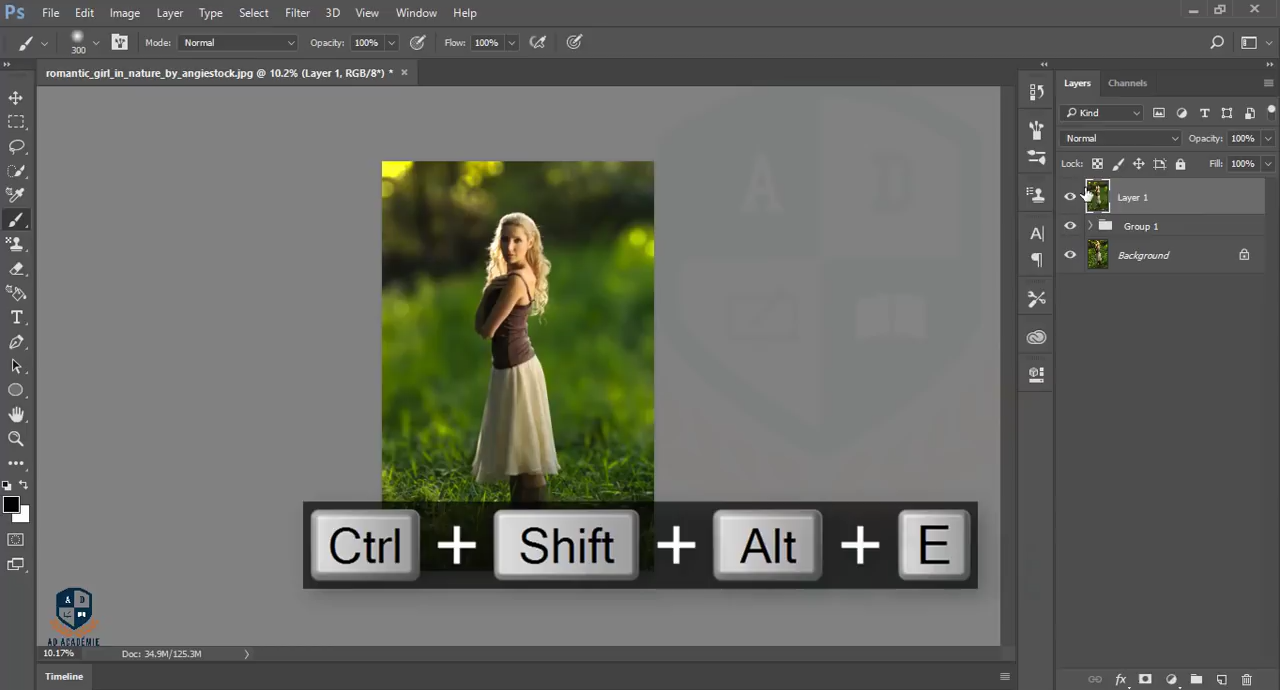 Ps File Edit Image Layer Type Select Filter 3D View Window Help
300 Mode: Normal Opacity: 100% Flow: 100%
romantic_girl_in_nature_by_angiestock.jpg @ 10.2% (Layer 1, RGB/8*) * ×
Layers Channels
Kind
Normal Opacity: 100%
Lock: Fill: 100%
Layer 1
Group 1
Background
A D
Ctrl + Shift + Alt + E
A D
AD ACADÉMIE
10.17% Doc: 34.9M/125.3M
Timeline